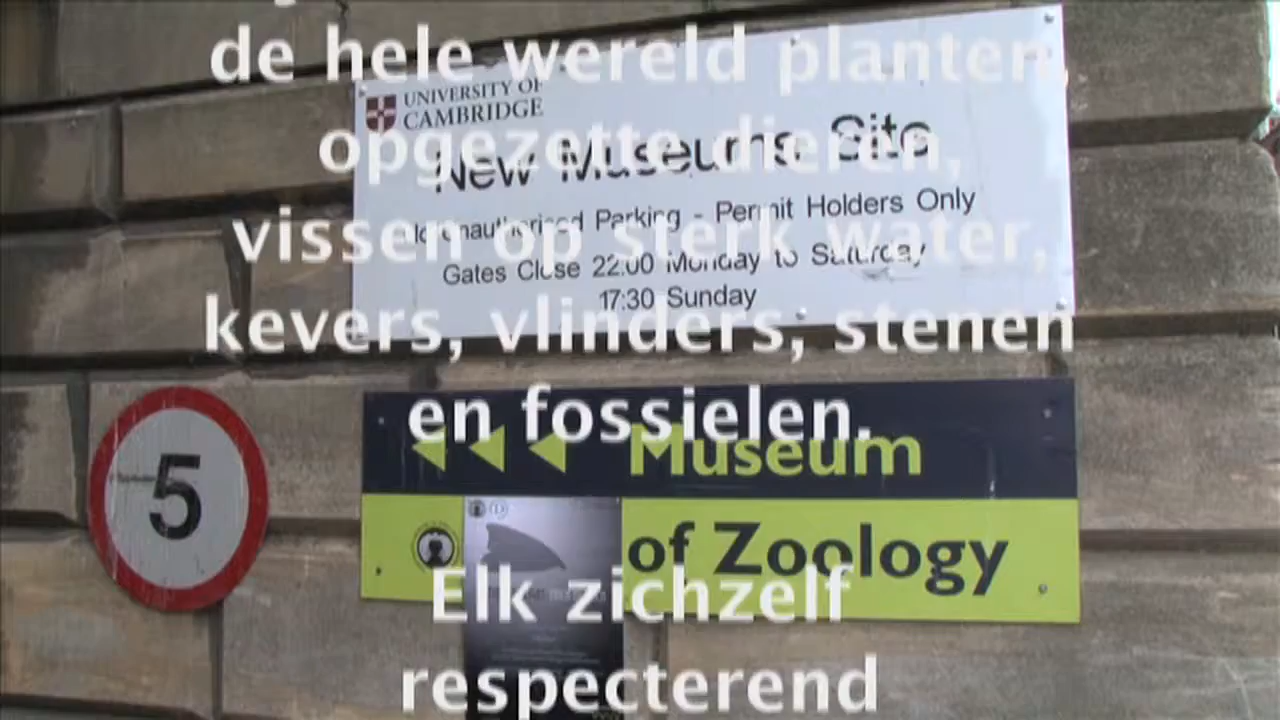 de hele wereld planten,
UNIVERSITY OF
CAMBRIDGE
New Museums Site
opgezette dieren,
No Unauthorised Parking - Permit Holders Only
vissen op sterk water,
Gates Close 22:00 Monday to Saturday
17:30 Sunday
kevers, vlinders, stenen
en fossielen.
Museum
5
of Zoology
Elk zichzelf
respecterend